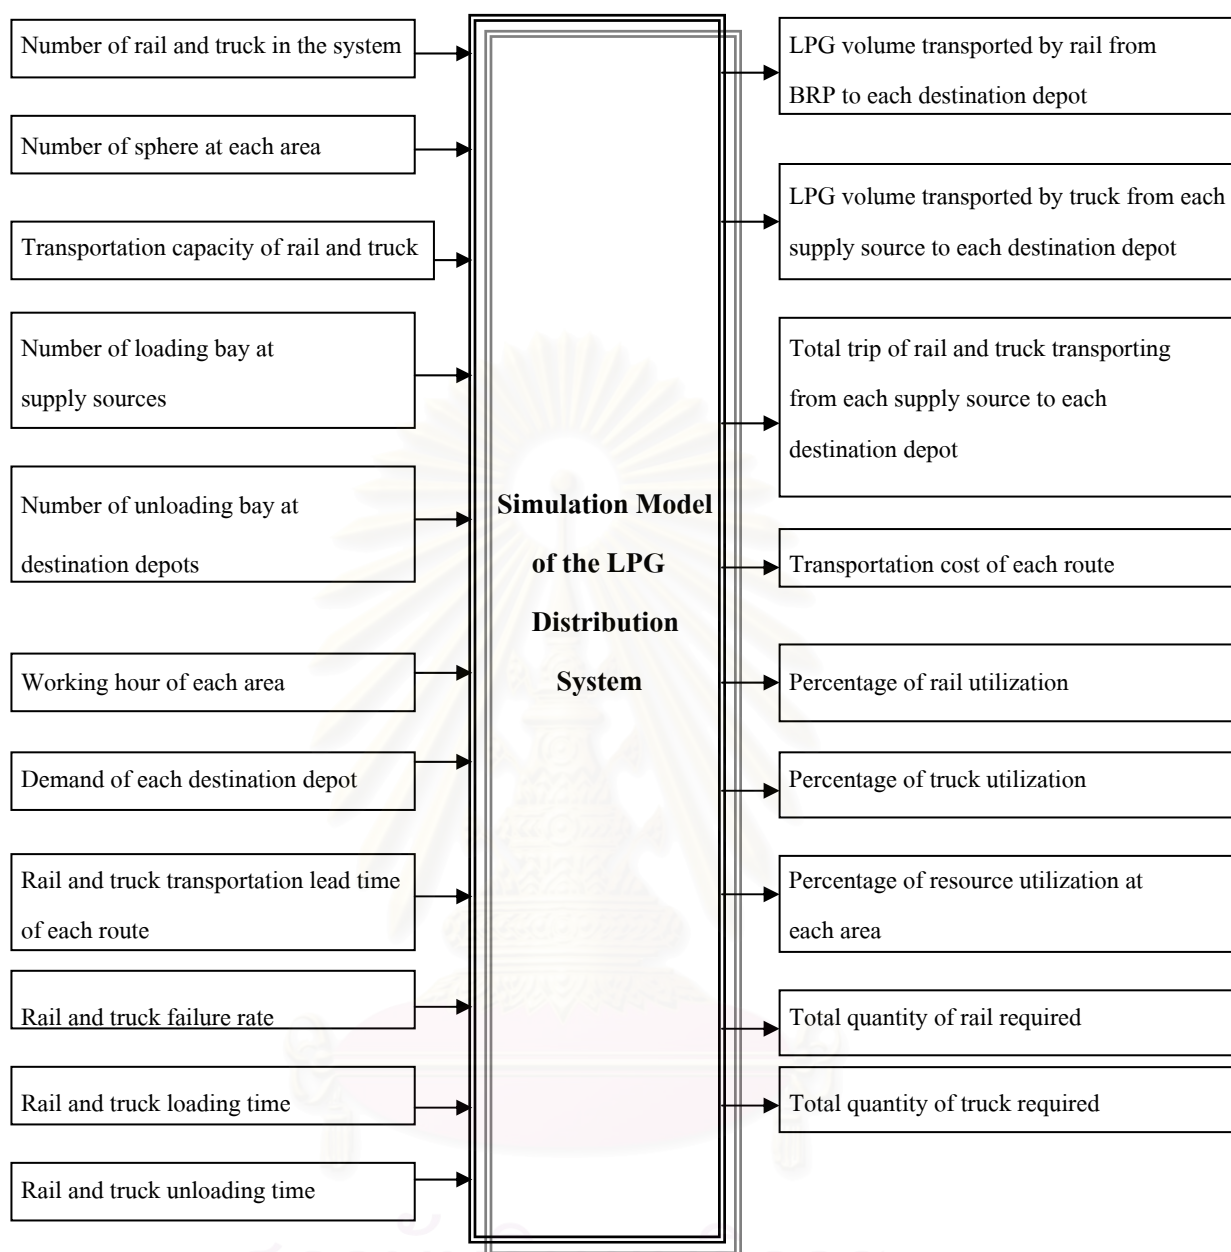 Number of rail and truck in the system
Number of sphere at each area
Transportation capacity of rail and truck
Number of loading bay at
supply sources
Number of unloading bay at
destination depots
Working hour of each area
Demand of each destination depot
Rail and truck transportation lead time
of each route
Rail and truck failure rate
Rail and truck loading time
Rail and truck unloading time
Simulation Model
of the LPG
Distribution
System
LPG volume transported by rail from
BRP to each destination depot
LPG volume transported by truck from each
supply source to each destination depot
Total trip of rail and truck transporting
from each supply source to each
destination depot
Transportation cost of each route
Percentage of rail utilization
Percentage of truck utilization
Percentage of resource utilization at
each area
Total quantity of rail required
Total quantity of truck required